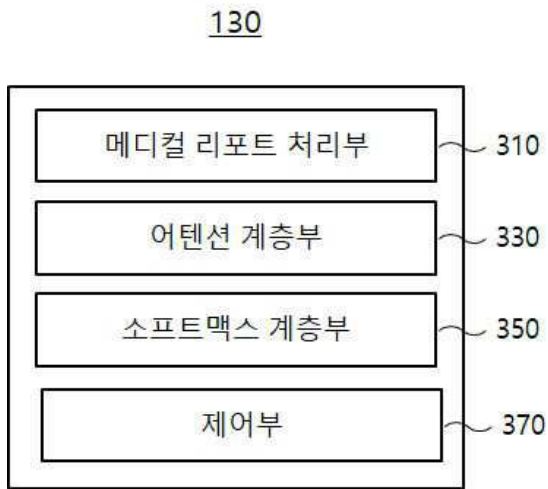 130
메디컬 리포트 처리부 310
어텐션 계층부 330
소프트맥스 계층부 350
제어부 370